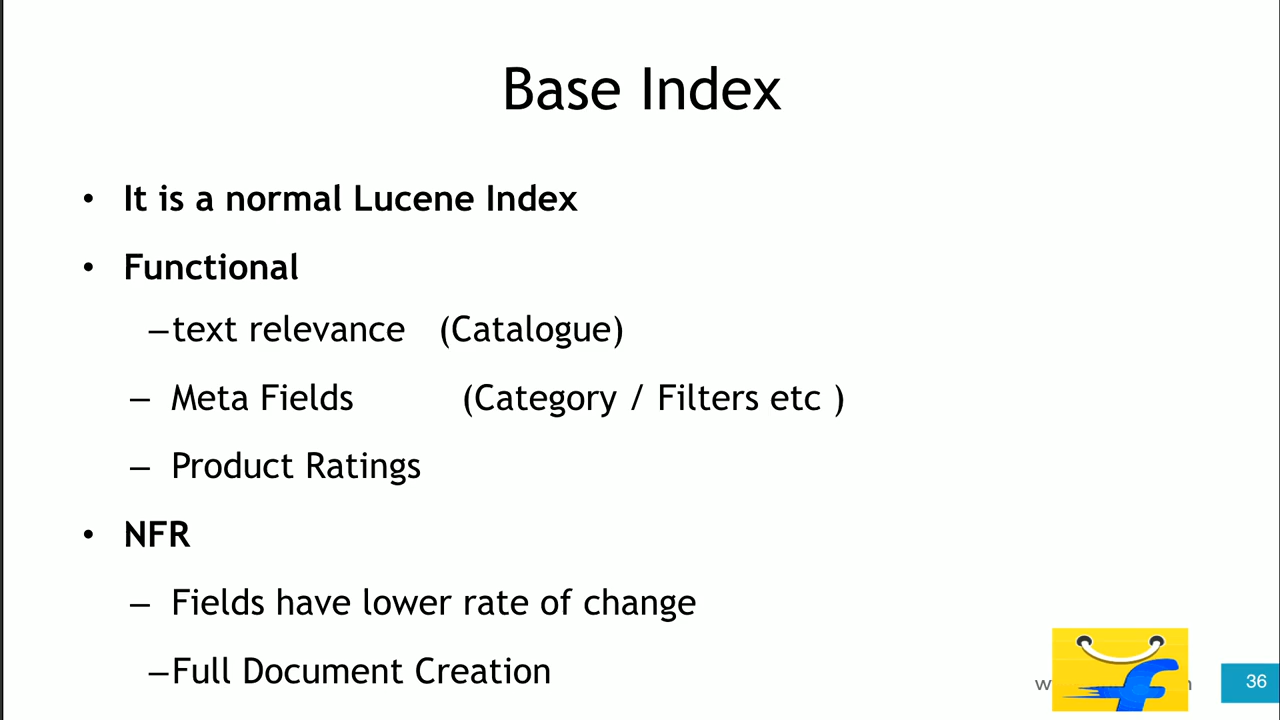 Base Index
• It is a normal Lucene Index
• Functional
–text relevance (Catalogue)
– Meta Fields (Category / Filters etc )
– Product Ratings
• NFR
– Fields have lower rate of change
–Full Document Creation
36